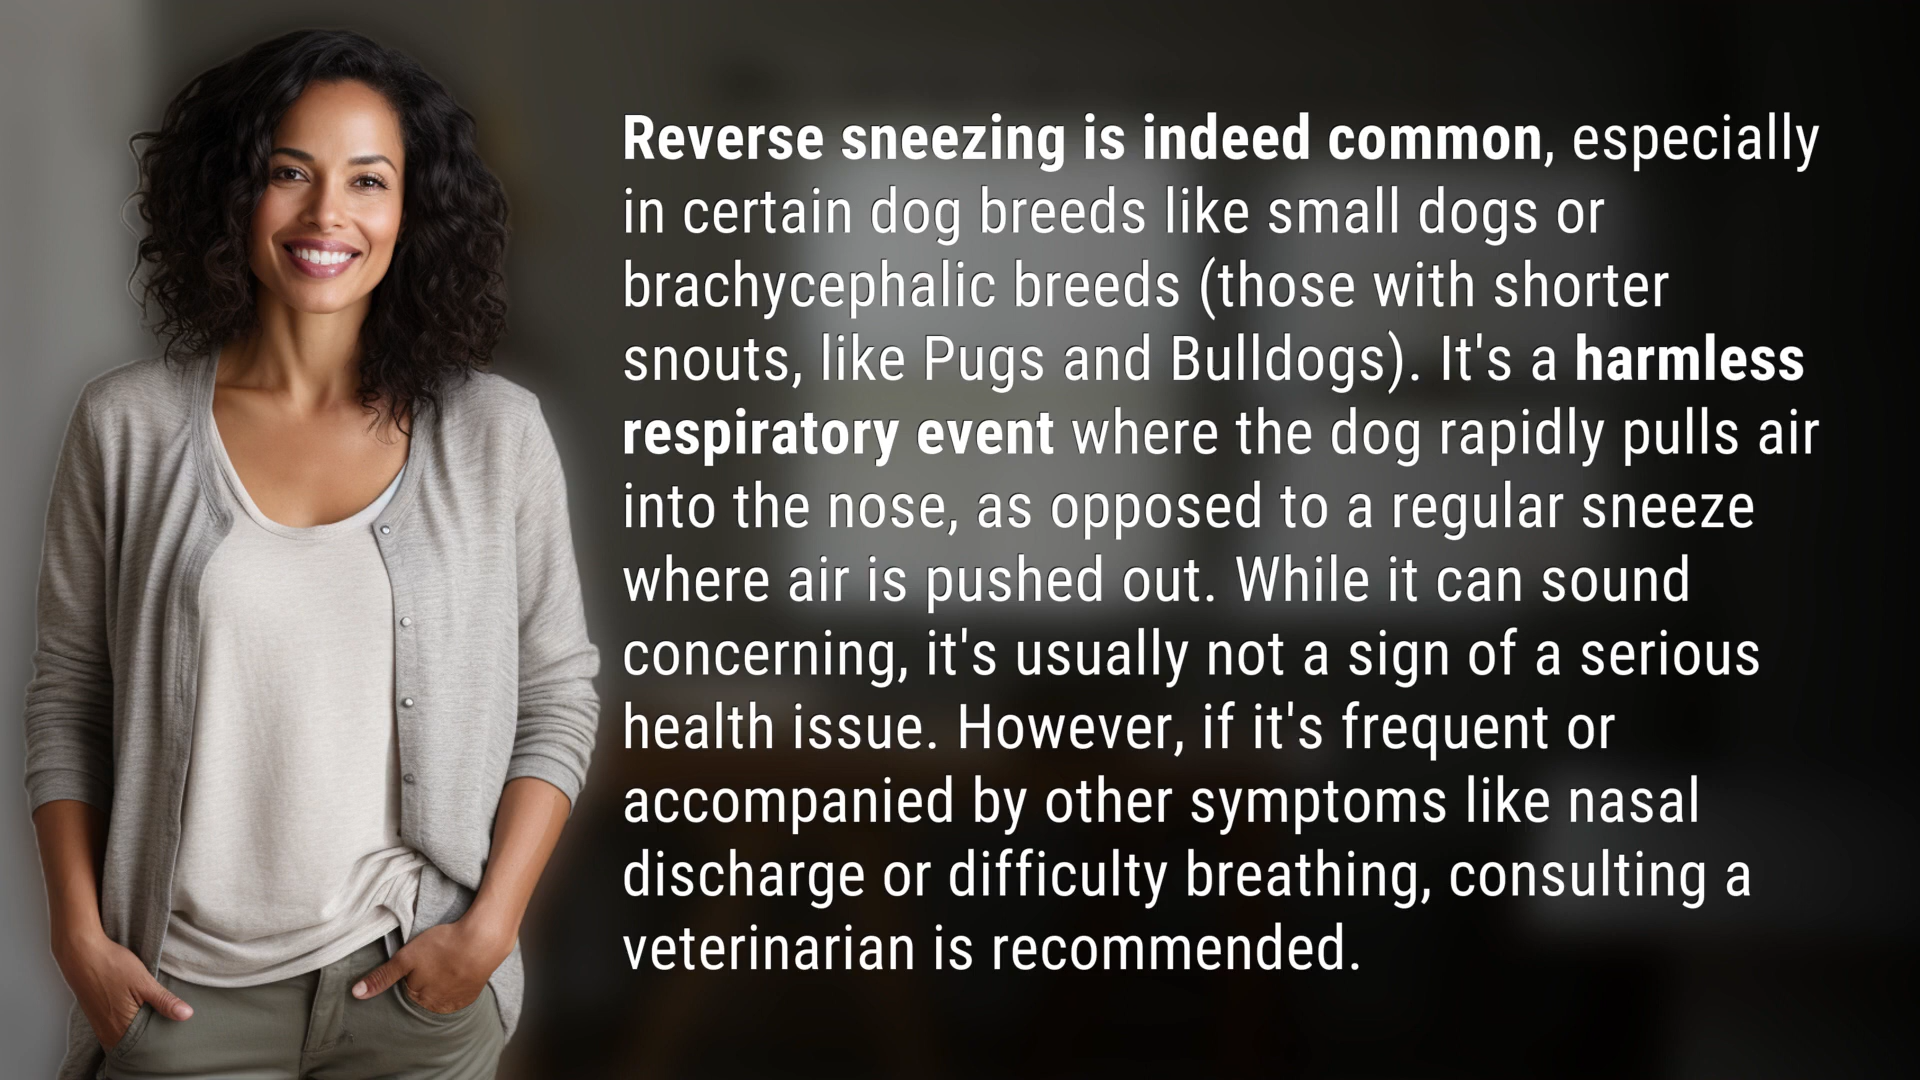 Reverse sneezing is indeed common, especially
in certain dog breeds like small dogs or
brachycephalic breeds (those with shorter
snouts, like Pugs and Bulldogs). It's a harmless
respiratory event where the dog rapidly pulls air
into the nose, as opposed to a regular sneeze
where air is pushed out. While it can sound
concerning, it's usually not a sign of a serious
health issue. However, if it's frequent or
accompanied by other symptoms like nasal
discharge or difficulty breathing, consulting a
veterinarian is recommended.